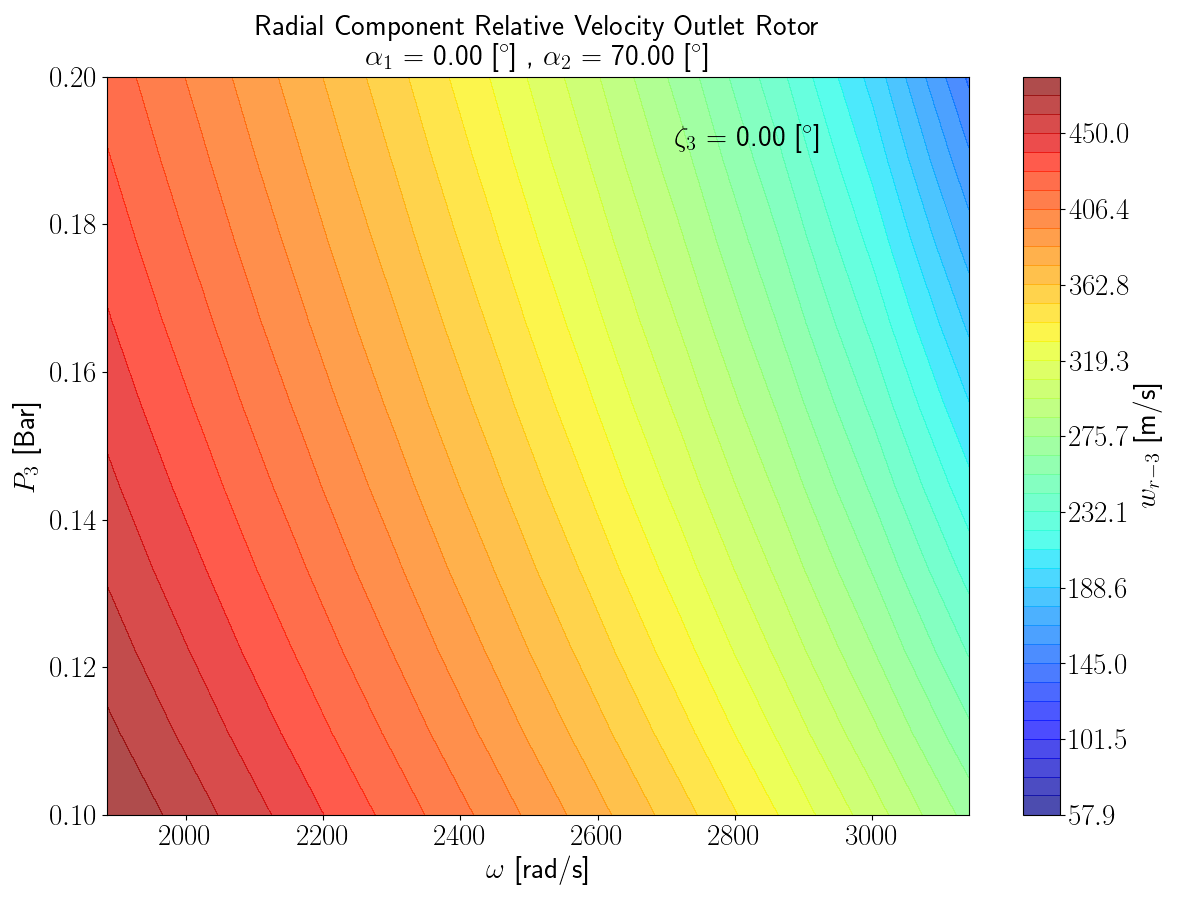 Radial Component Relative Velocity Outlet Rotor
α₁ = 0.00 [°] , α₂ = 70.00 [°]
ζ₃ = 0.00 [°]
0.20
0.18
0.16
0.14
0.12
0.10
P₃ [Bar]
2000 2200 2400 2600 2800 3000
ω [rad/s]
450.0
406.4
362.8
319.3
275.7
232.1
188.6
145.0
101.5
57.9
w_{r−3} [m/s]